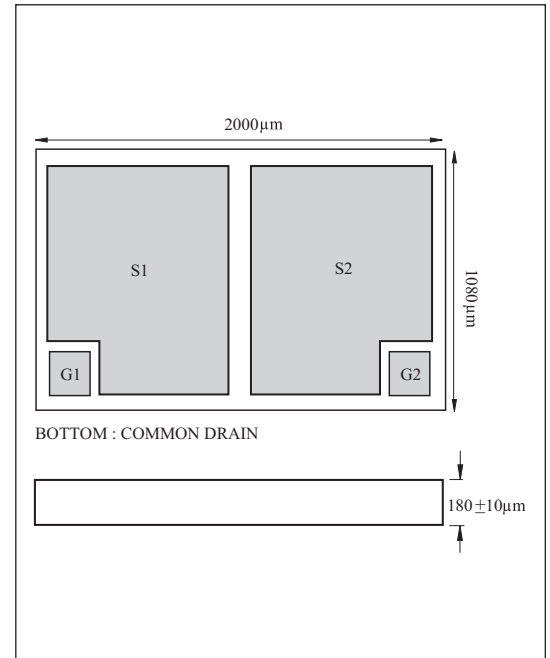 2000µm
S1
S2
1080µm
G1
G2
BOTTOM : COMMON DRAIN
180±10µm